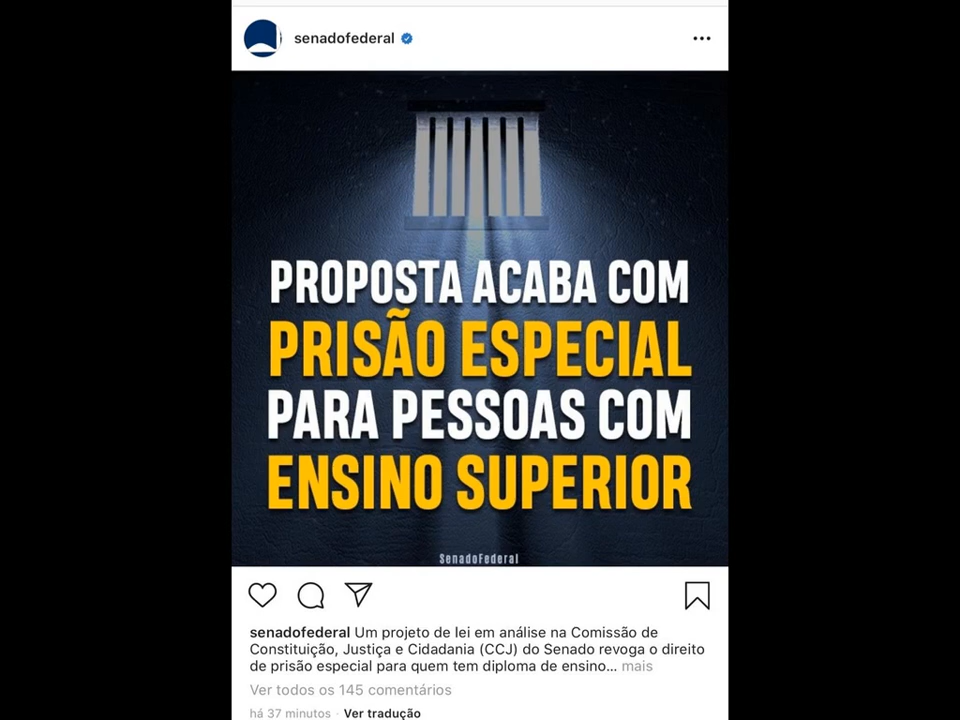 senadofederal
PROPOSTA ACABA COM
PRISÃO ESPECIAL
PARA PESSOAS COM
ENSINO SUPERIOR
SenadoFederal
senadofederal Um projeto de lei em análise na Comissão de
Constituição, Justiça e Cidadania (CCJ) do Senado revoga o direito
de prisão especial para quem tem diploma de ensino... mais
Ver todos os 145 comentários
há 37 minutos · Ver tradução